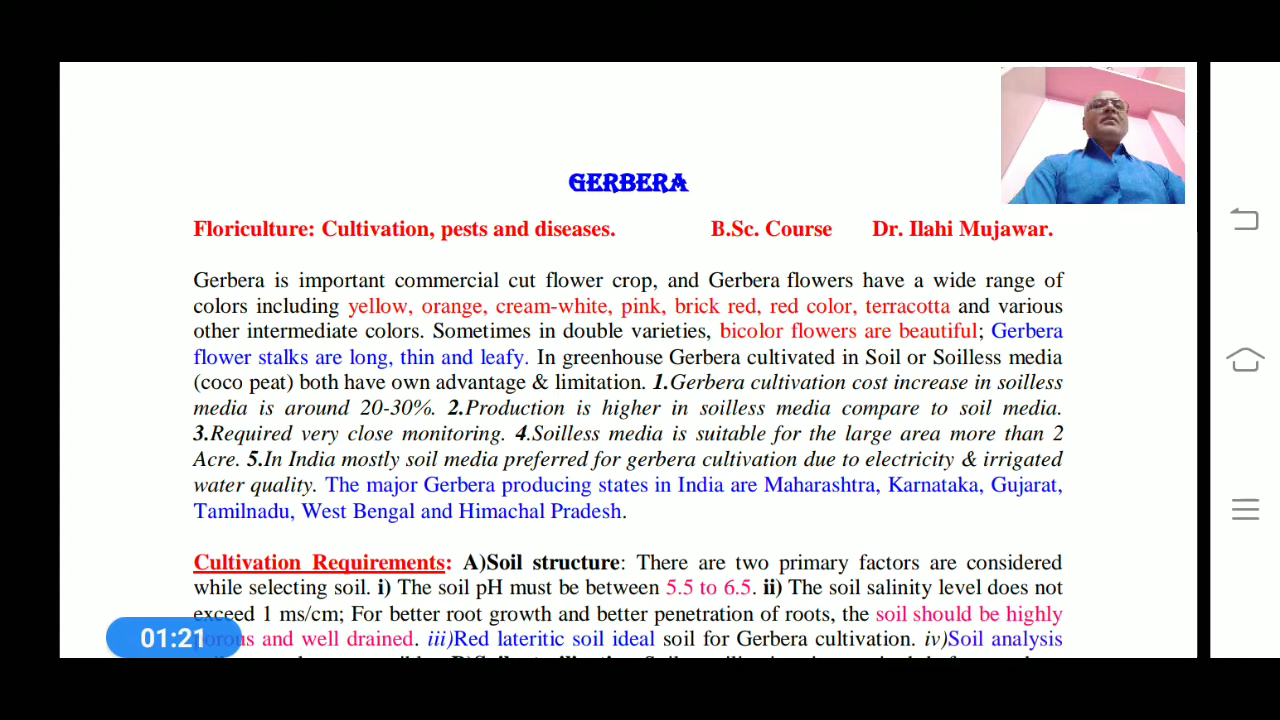 GERBERA
Floriculture: Cultivation, pests and diseases. B.Sc. Course Dr. Ilahi Mujawar.
Gerbera is important commercial cut flower crop, and Gerbera flowers have a wide range of
colors including yellow, orange, cream-white, pink, brick red, red color, terracotta and various
other intermediate colors. Sometimes in double varieties, bicolor flowers are beautiful; Gerbera
flower stalks are long, thin and leafy. In greenhouse Gerbera cultivated in Soil or Soilless media
(coco peat) both have own advantage & limitation. 1.Gerbera cultivation cost increase in soilless
media is around 20-30%. 2.Production is higher in soilless media compare to soil media.
3.Required very close monitoring. 4.Soilless media is suitable for the large area more than 2
Acre. 5.In India mostly soil media preferred for gerbera cultivation due to electricity & irrigated
water quality. The major Gerbera producing states in India are Maharashtra, Karnataka, Gujarat,
Tamilnadu, West Bengal and Himachal Pradesh.
Cultivation Requirements: A)Soil structure: There are two primary factors are considered
while selecting soil. i) The soil pH must be between 5.5 to 6.5. ii) The soil salinity level does not
exceed 1 ms/cm; For better root growth and better penetration of roots, the soil should be highly
porous and well drained. iii)Red lateritic soil ideal soil for Gerbera cultivation. iv)Soil analysis
01:21